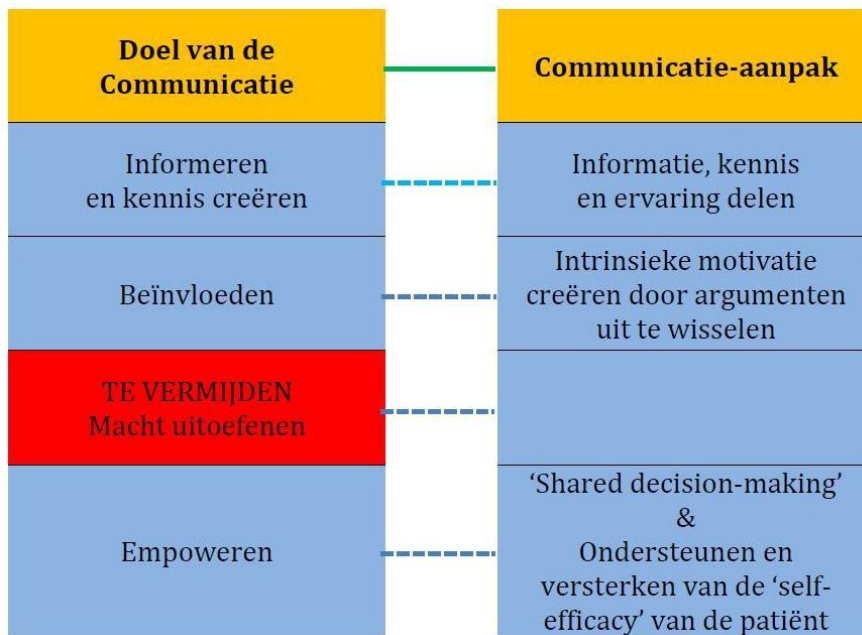 Doel van de
Communicatie
Communicatie-aanpak
Informeren
en kennis creëren
Informatie, kennis
en ervaring delen
Beïnvloeden
Intrinsieke motivatie
creëren door argumenten
uit te wisselen
TE VERMIJDEN
Macht uitoefenen
Empoweren
‘Shared decision-making’
&
Ondersteunen en
versterken van de ‘self-
efficacy’ van de patiënt